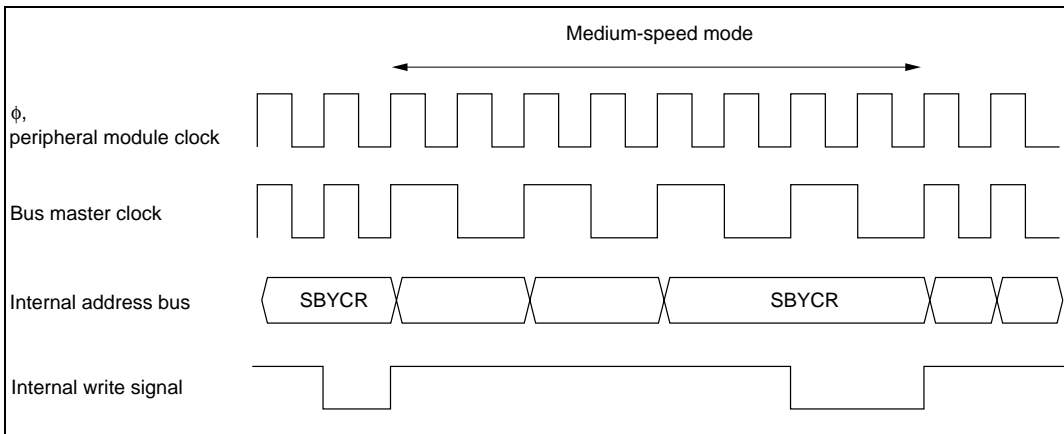 Medium-speed mode
ϕ,
peripheral module clock
Bus master clock
Internal address bus
SBYCR
SBYCR
Internal write signal